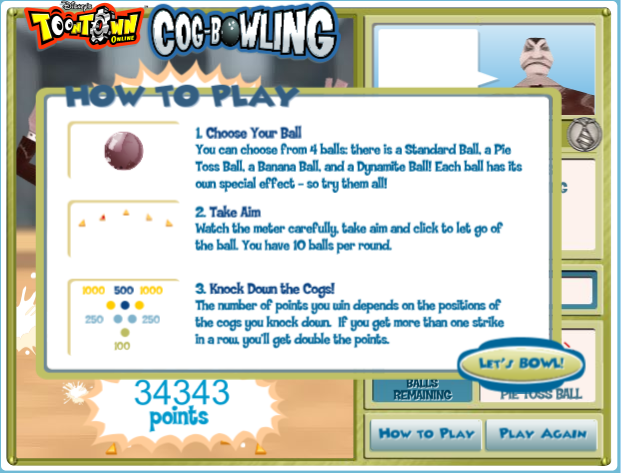 Disney's
TOONTOWN
ONLINE
COG-BOWLING
HOW TO PLAY
1. Choose Your Ball
You can choose from 4 balls: there is a Standard Ball, a Pie
Toss Ball, a Banana Ball, and a Dynamite Ball! Each ball has its
own special effect - so try them all!
2. Take Aim
Watch the meter carefully, take aim and click to let go of
the ball. You have 10 balls per round.
1000 500 1000
250 250
100
3. Knock Down the Cogs!
The number of points you win depends on the positions of
the cogs you knock down. If you get more than one strike
in a row, you'll get double the points.
LET'S BOWL!
34343
points
BALLS
REMAINING
PIE TOSS BALL
HOW TO PLAY
PLAY AGAIN